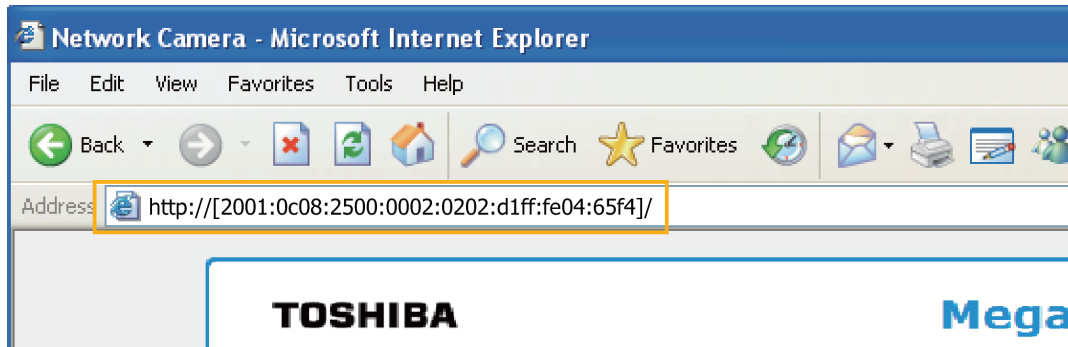 Network Camera - Microsoft Internet Explorer
File Edit View Favorites Tools Help
Back Search Favorites
Address http://[2001:0c08:2500:0002:0202:d1ff:fe04:65f4]/
TOSHIBA Mega